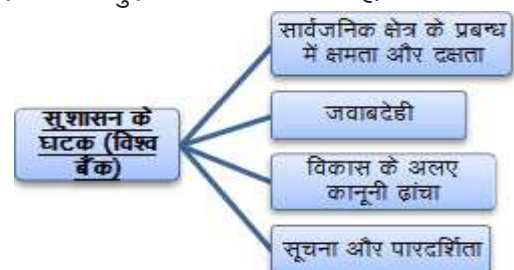 सुशासन के
घटक (विश्व
बैंक)
सार्वजनिक क्षेत्र के प्रबन्ध
में क्षमता और दक्षता
जवाबदेही
विकास के अलए
कानूनी ढ़ांचा
सूचना और पारदर्शिता